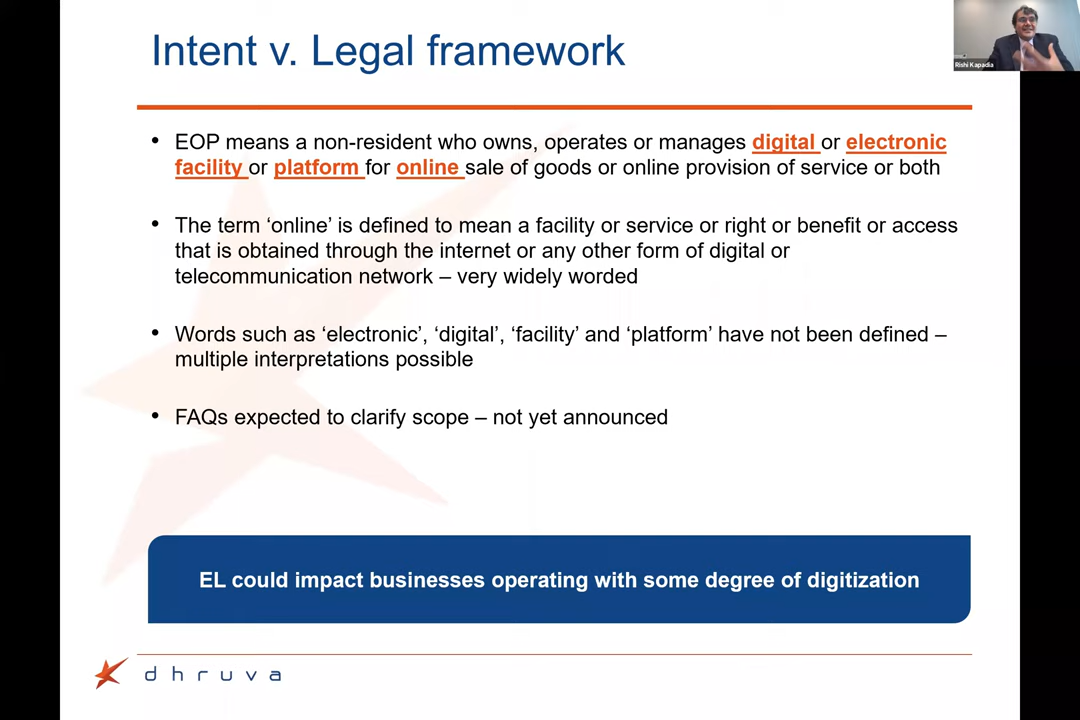 Intent v. Legal framework
Rishi Kapadia
• EOP means a non-resident who owns, operates or manages digital or electronic
facility or platform for online sale of goods or online provision of service or both
• The term ‘online’ is defined to mean a facility or service or right or benefit or access
that is obtained through the internet or any other form of digital or
telecommunication network – very widely worded
• Words such as ‘electronic’, ‘digital’, ‘facility’ and ‘platform’ have not been defined –
multiple interpretations possible
• FAQs expected to clarify scope – not yet announced
EL could impact businesses operating with some degree of digitization
dhruva